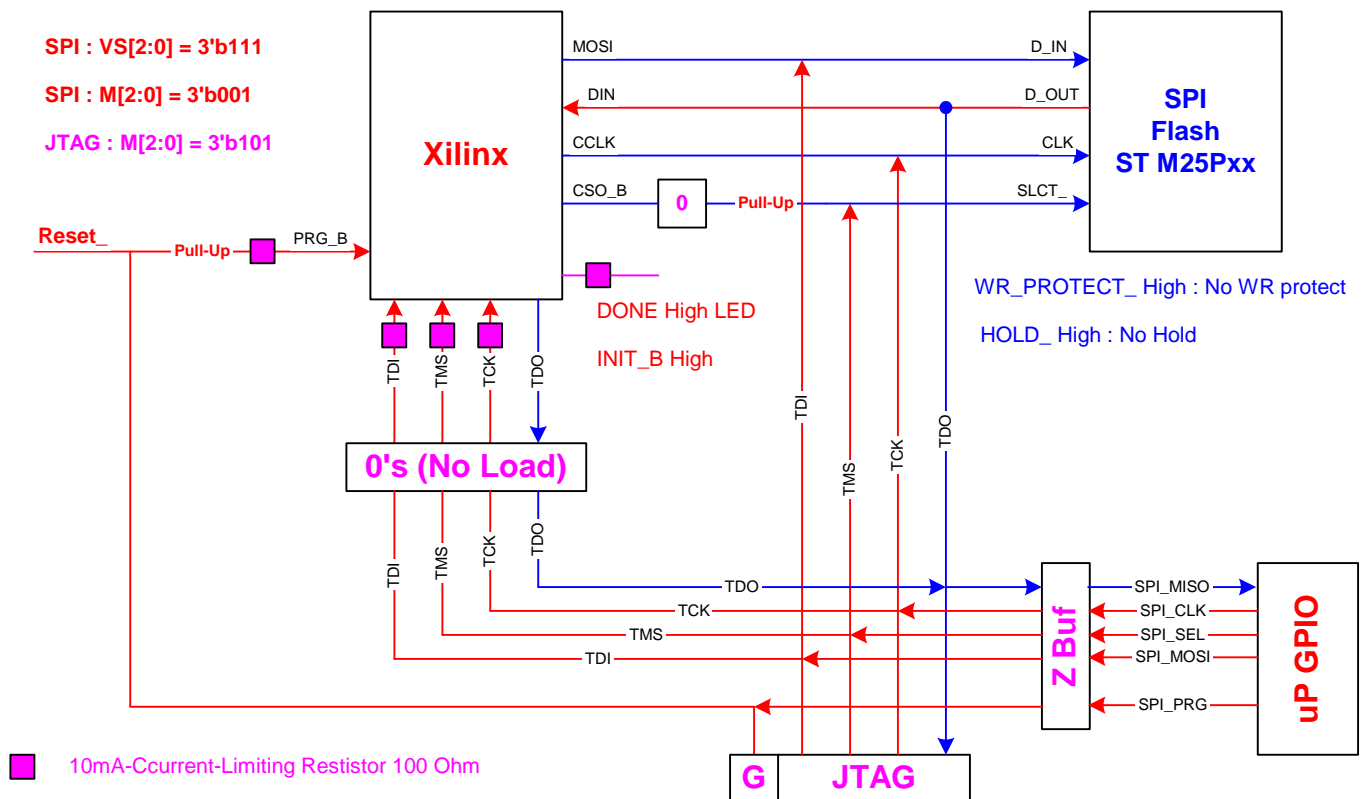 SPI : VS[2:0] = 3'b111
SPI : M[2:0] = 3'b001
JTAG : M[2:0] = 3'b101
Xilinx
MOSI
D_IN
DIN
D_OUT
CCLK
CLK
CSO_B
0
Pull-Up
SLCT_
SPI
Flash
ST M25Pxx
Reset_
Pull-Up
PRG_B
WR_PROTECT_ High : No WR protect
HOLD_ High : No Hold
DONE High LED
INIT_B High
TDI
TMS
TCK
TDO
0's (No Load)
TDI
TMS
TCK
TDO
TDI
TMS
TCK
TDO
TDO
TCK
TMS
TDI
Z Buf
SPI_MISO
SPI_CLK
SPI_SEL
SPI_MOSI
SPI_PRG
uP GPIO
G
JTAG
10mA-Ccurrent-Limiting Restistor 100 Ohm